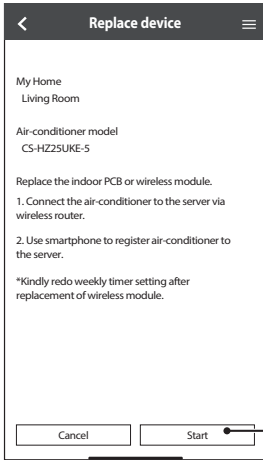 Replace device
My Home
Living Room
Air-conditioner model
CS-HZ25UKE-5
Replace the indoor PCB or wireless module.
1. Connect the air-conditioner to the server via
wireless router.
2. Use smartphone to register air-conditioner to
the server.
*Kindly redo weekly timer setting after
replacement of wireless module.
Cancel
Start